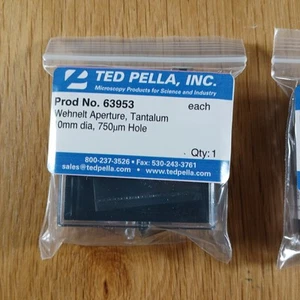 TED PELLA, INC.
Microscopy Products for Science and Industry
Prod No. 63953 each
Wehnelt Aperture, Tantalum
10mm dia, 750µm Hole
Qty: 1
800-237-3526 • Fax: 530-243-3761
sales@tedpella.com • www.tedpella.com